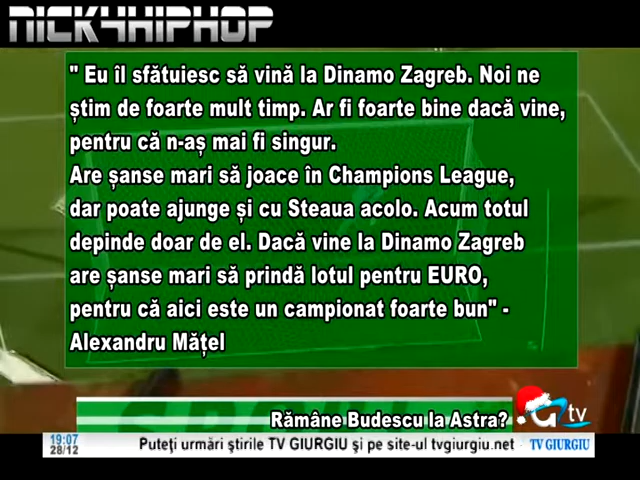 NICK4HIPHOP
" Eu îl sfătuiesc să vină la Dinamo Zagreb. Noi ne
știm de foarte mult timp. Ar fi foarte bine dacă vine,
pentru că n-aș mai fi singur.
Are șanse mari să joace în Champions League,
dar poate ajunge și cu Steaua acolo. Acum totul
depinde doar de el. Dacă vine la Dinamo Zagreb
are șanse mari să prindă lotul pentru EURO,
pentru că aici este un campionat foarte bun" -
Alexandru Mățel
Rămâne Budescu la Astra?
G tv
19:07
28/12
Puteți urmări știrile TV GIURGIU și pe site-ul tvgiurgiu.net
TV GIURGIU